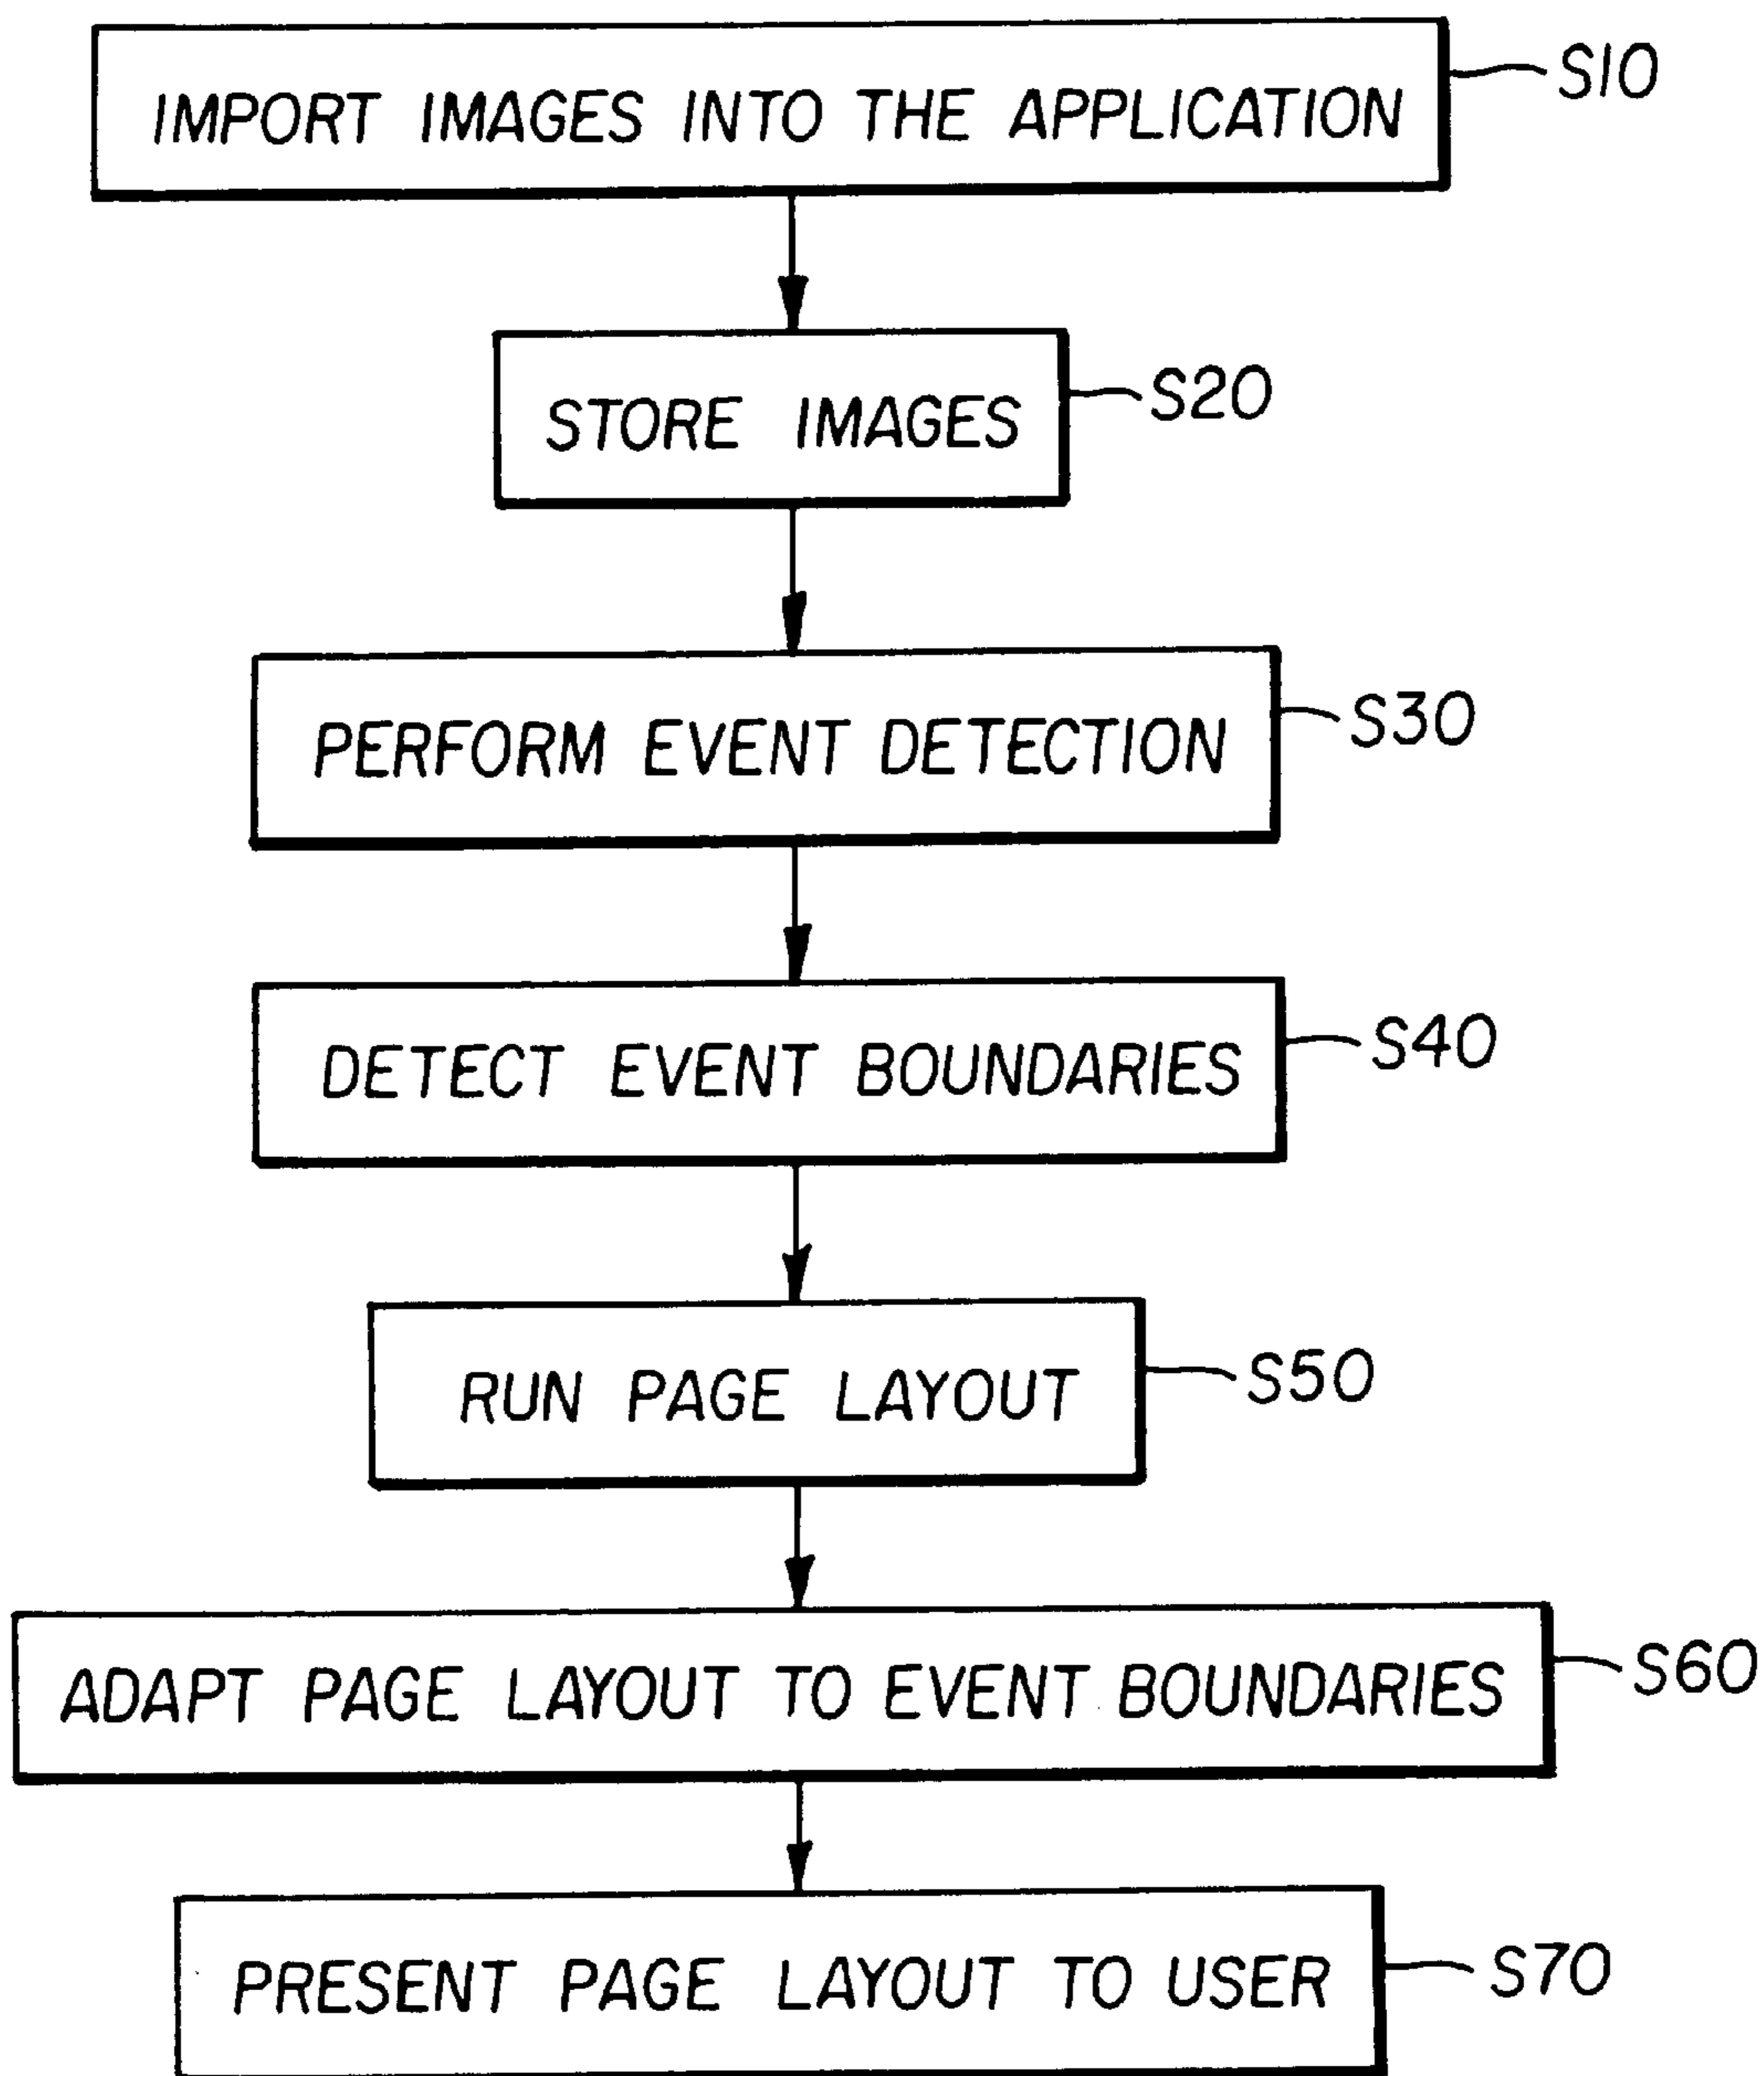 IMPORT IMAGES INTO THE APPLICATION
S10
STORE IMAGES
S20
PERFORM EVENT DETECTION
S30
DETECT EVENT BOUNDARIES
S40
RUN PAGE LAYOUT
S50
ADAPT PAGE LAYOUT TO EVENT BOUNDARIES
S60
PRESENT PAGE LAYOUT TO USER
S70